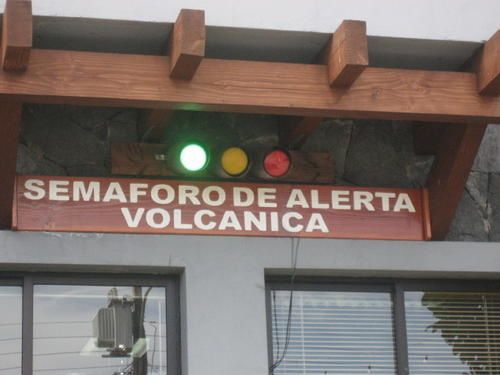 SEMAFORO DE ALERTA
VOLCANICA